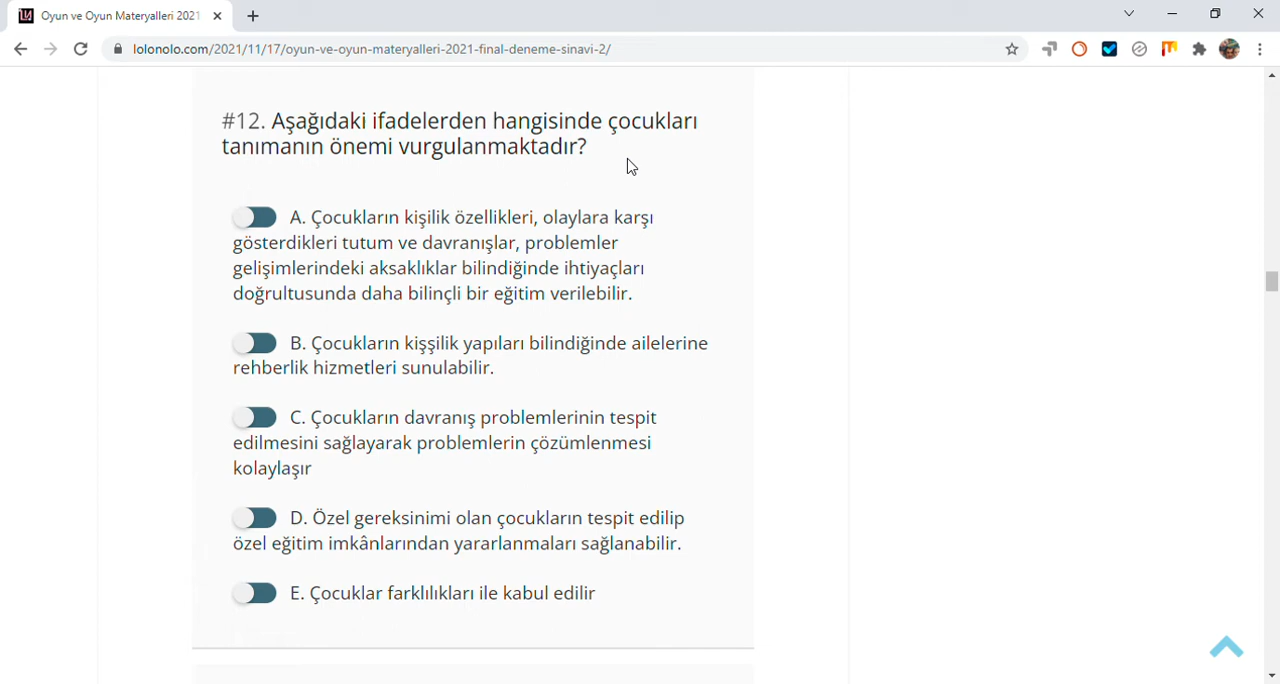 Oyun ve Oyun Materyalleri 2021
lolonolo.com/2021/11/17/oyun-ve-oyun-materyalleri-2021-final-deneme-sinavi-2/
#12. Aşağıdaki ifadelerden hangisinde çocukları
tanımanın önemi vurgulanmaktadır?
A. Çocukların kişilik özellikleri, olaylara karşı
gösterdikleri tutum ve davranışlar, problemler
gelişimlerindeki aksaklıklar bilindiğinde ihtiyaçları
doğrultusunda daha bilinçli bir eğitim verilebilir.
B. Çocukların kişşilik yapıları bilindiğinde ailelerine
rehberlik hizmetleri sunulabilir.
C. Çocukların davranış problemlerinin tespit
edilmesini sağlayarak problemlerin çözümlenmesi
kolaylaşır
D. Özel gereksinimi olan çocukların tespit edilip
özel eğitim imkânlarından yararlanmaları sağlanabilir.
E. Çocuklar farklılıkları ile kabul edilir